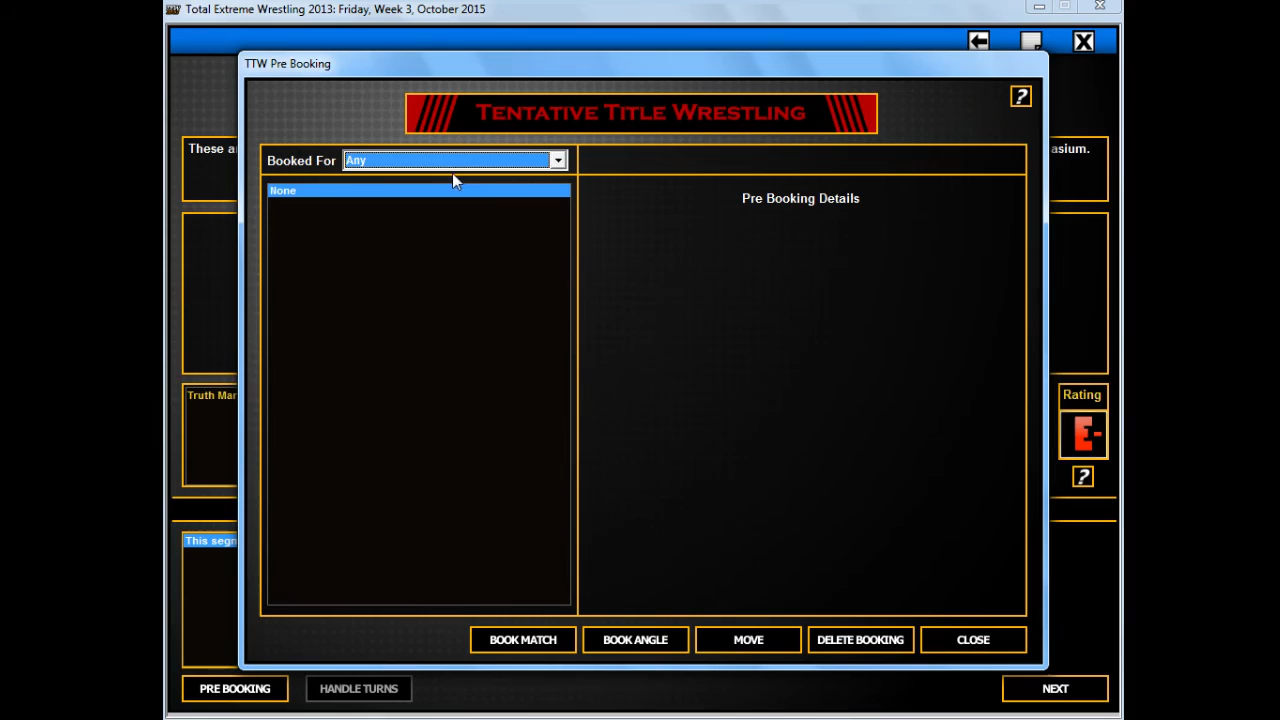 Total Extreme Wrestling 2013: Friday, Week 3, October 2015
TTW Pre Booking
TENTATIVE TITLE WRESTLING
?
Booked For Any
These
asium.
None
Pre Booking Details
Truth Mar
Rating
E-
?
This segn
BOOK MATCH
BOOK ANGLE
MOVE
DELETE BOOKING
CLOSE
PRE BOOKING
HANDLE TURNS
NEXT